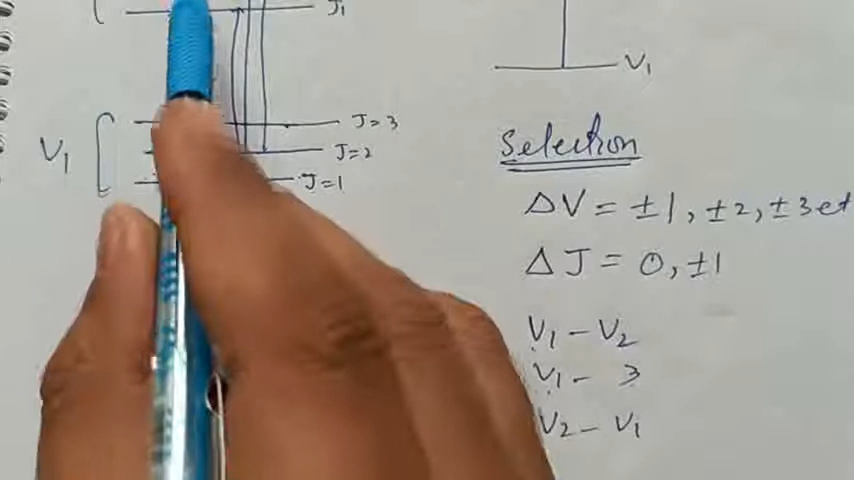 J1
V1
J=3
V1
J=2
J=1
Selection
ΔV = ±1, ±2, ±3 et
ΔJ = 0, ±1
V1 - V2
V1 - 3
V2 - V1